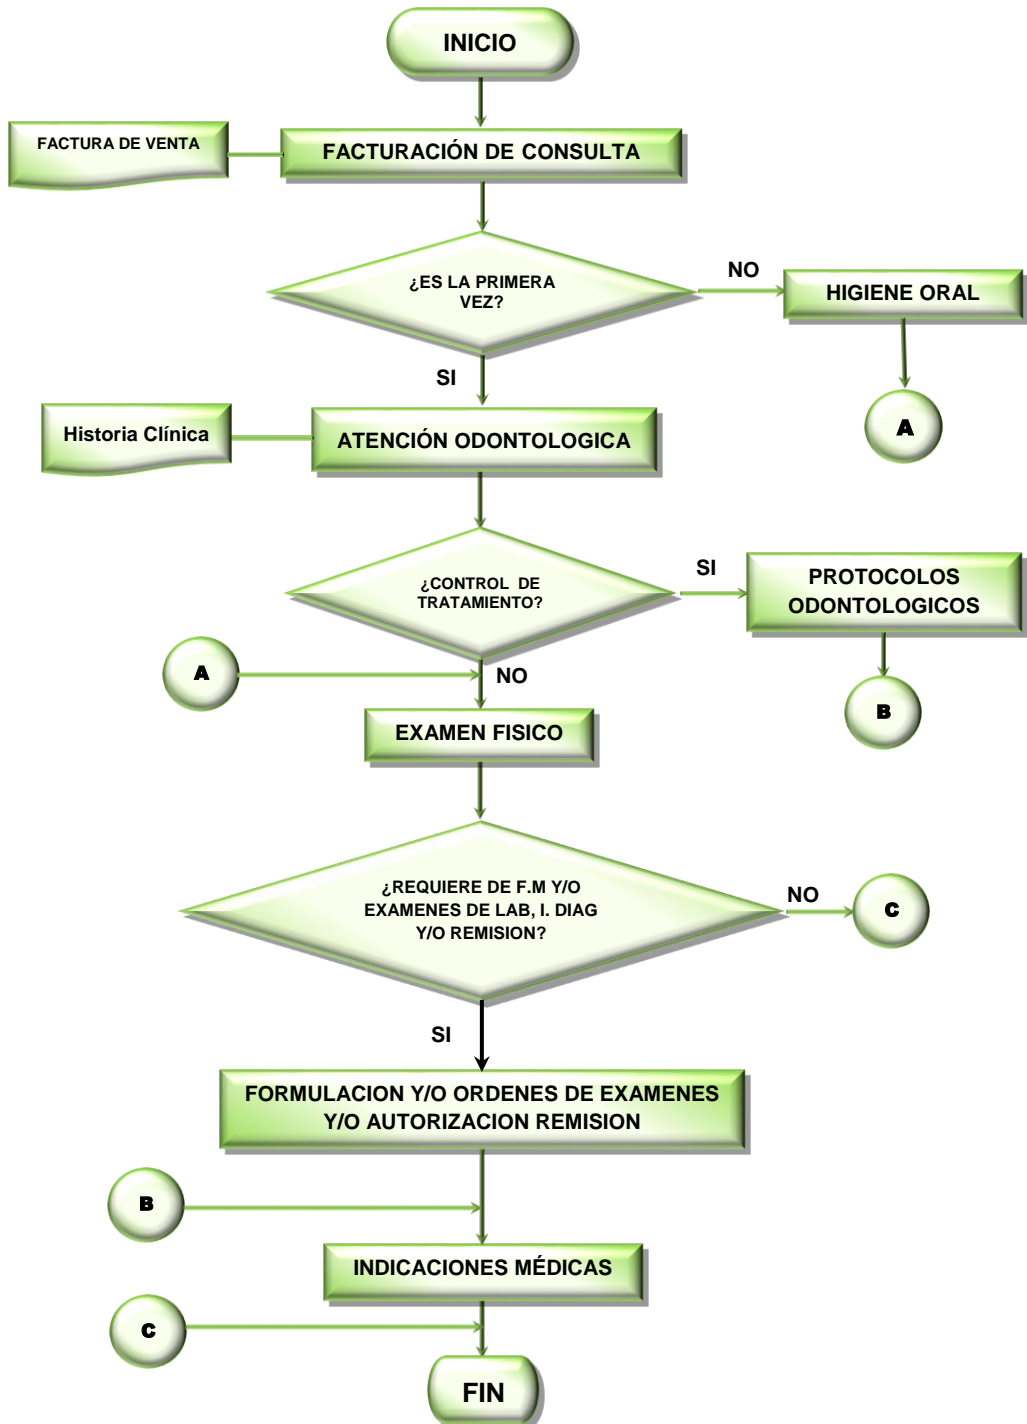 INICIO
FACTURA DE VENTA
FACTURACIÓN DE CONSULTA
¿ES LA PRIMERA
VEZ?
NO
HIGIENE ORAL
SI
A
Historia Clínica
ATENCIÓN ODONTOLOGICA
¿CONTROL DE
TRATAMIENTO?
SI
PROTOCOLOS
ODONTOLOGICOS
A
NO
B
EXAMEN FISICO
¿REQUIERE DE F.M Y/O
EXAMENES DE LAB, I. DIAG
Y/O REMISION?
NO
C
SI
FORMULACION Y/O ORDENES DE EXAMENES
Y/O AUTORIZACION REMISION
B
INDICACIONES MÉDICAS
C
FIN